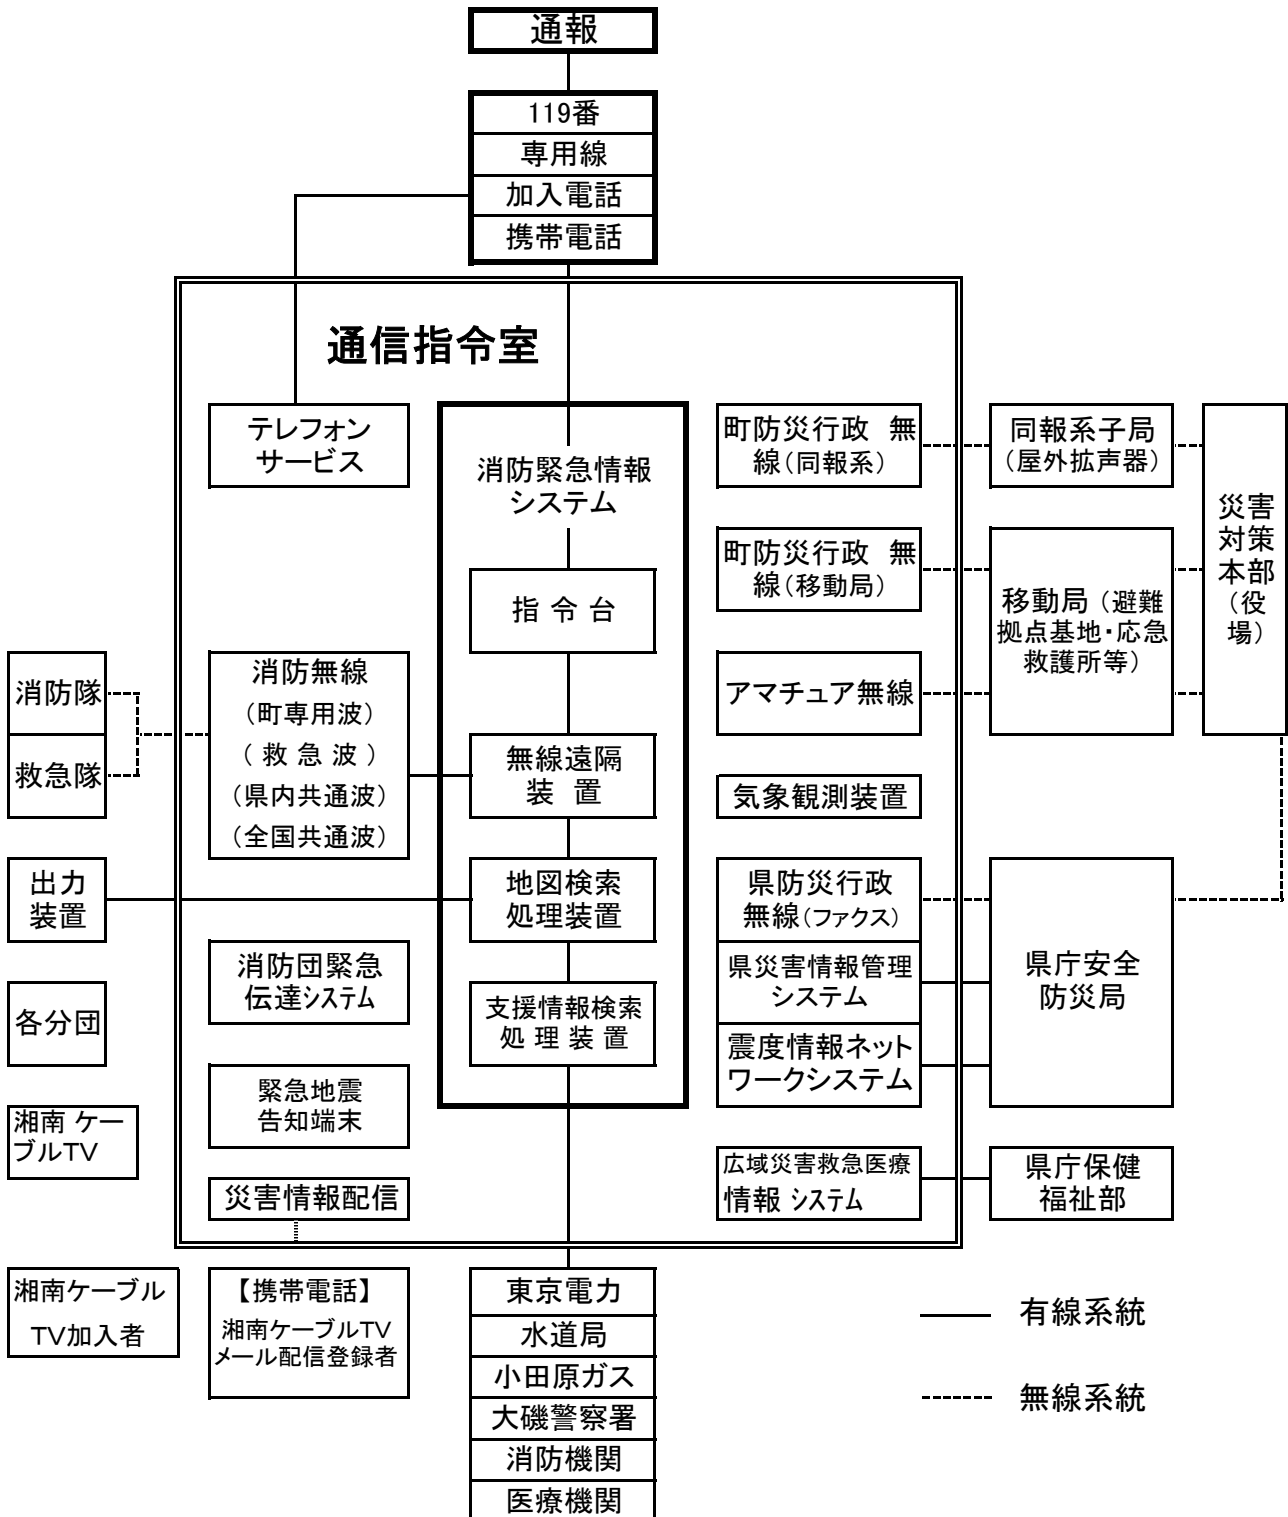 通報
119番
専用線
加入電話
携帯電話
通信指令室
テレフォン
サービス
消防緊急情報
システム
指 令 台
無線遠隔
装 置
地図検索
処理装置
支援情報検索
処 理 装 置
消防無線
(町専用波)
( 救 急 波 )
(県内共通波)
(全国共通波)
消防隊
救急隊
出力
装置
各分団
湘南 ケー
ブルTV
消防団緊急
伝達システム
緊急地震
告知端末
災害情報配信
町防災行政 無
線(同報系)
町防災行政 無
線(移動局)
アマチュア無線
気象観測装置
県防災行政
無線(ファクス)
県災害情報管理
システム
震度情報ネット
ワークシステム
広域災害救急医療
情報 システム
同報系子局
(屋外拡声器)
移動局(避難
拠点基地・応急
救護所等)
災害
対策
本部
(役
場)
県庁安全
防災局
県庁保健
福祉部
湘南ケーブル
TV加入者
【携帯電話】
湘南ケーブルTV
メール配信登録者
東京電力
水道局
小田原ガス
大磯警察署
消防機関
医療機関
有線系統
無線系統